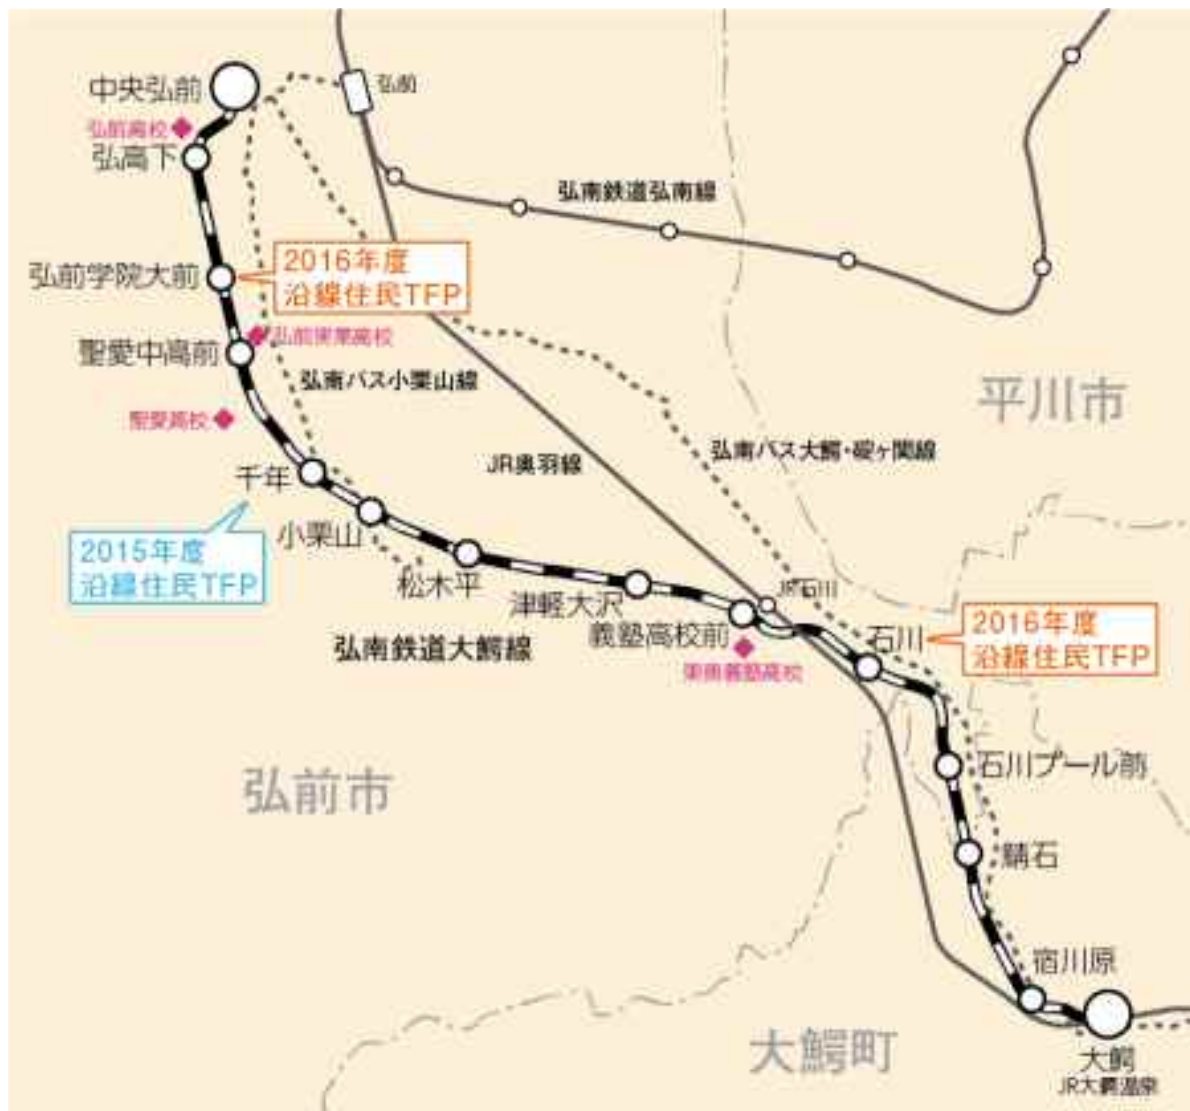 中央弘前
弘前
弘前高校
弘高下
弘南鉄道弘南線
2016年度
沿線住民TFP
弘前学院大前
弘前実業高校
聖愛中高前
弘南バス小栗山線
平川市
聖愛高校
弘南バス大鰐・碇ヶ関線
JR奥羽線
千年
小栗山
2015年度
沿線住民TFP
松木平
津軽大沢
JR石川
義塾高校前
石川
2016年度
沿線住民TFP
弘南鉄道大鰐線
東奥義塾高校
石川プール前
弘前市
鯖石
宿川原
大鰐町
大鰐
JR大鰐温泉